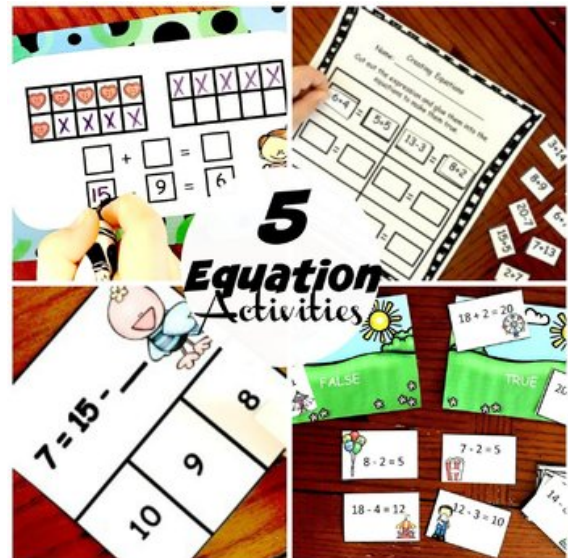 X X X X X
X X X X
+ =
15 9 = 6
Name:
Creating Equations
Cut out the expression and glue them into the
equations to make them true.
6+4 = 5+5
13-3 = 8+2
= =
= =
3+14
8+9
20-7
15+5
7+13
2+7
5
Equation
Activities
7 = 15 - __
8
9
10
FALSE
TRUE
18 + 2 = 20
8 - 2 = 5
7 - 2 = 5
18 - 4 = 12
12 - 3 = 10